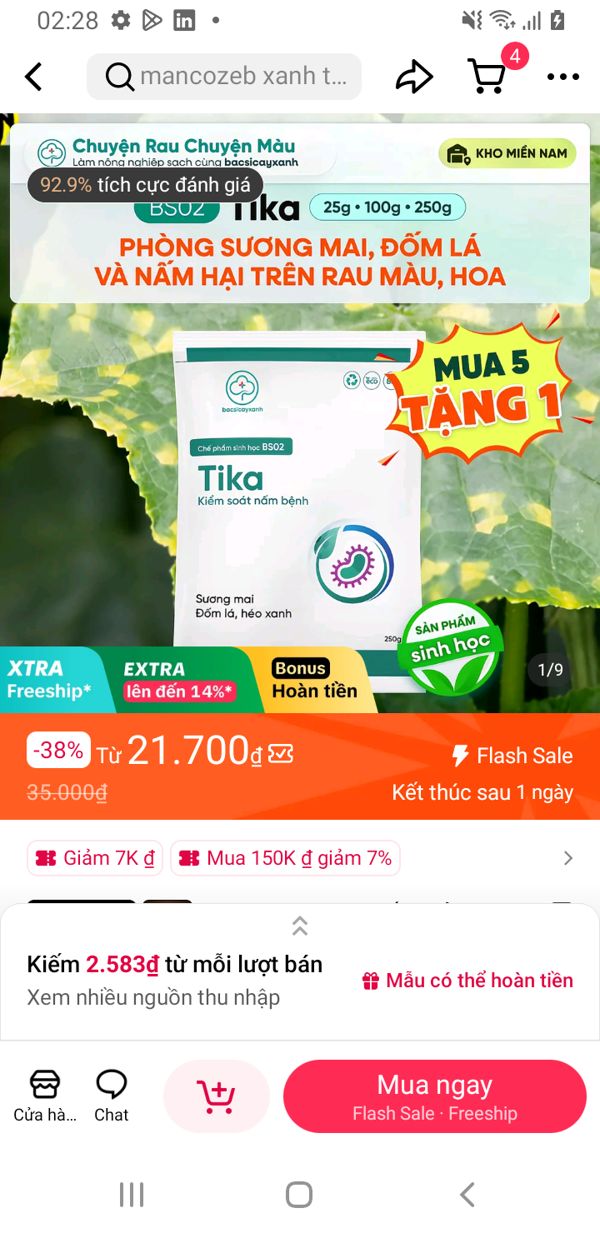 02:28
mancozeb xanh t...
4
Chuyện Rau Chuyện Màu
Làm nông nghiệp sạch cùng bacsicayxanh
KHO MIỀN NAM
92.9% tích cực đánh giá
BS02 Tika 25g • 100g • 250g
PHÒNG SƯƠNG MAI, ĐỐM LÁ
VÀ NẤM HẠI TRÊN RAU MÀU, HOA
MUA 5
TẶNG 1
bacsicayxanh
eco
Chế phẩm sinh học BS02
Tika
Kiểm soát nấm bệnh
Sương mai
Đốm lá, héo xanh
250g
SẢN PHẨM
sinh học
XTRA
Freeship*
EXTRA
lên đến 14%*
Bonus
Hoàn tiền
1/9
-38% Từ 21.700₫
Flash Sale
35.000₫
Kết thúc sau 1 ngày
Giảm 7K ₫
Mua 150K ₫ giảm 7%
Kiếm 2.583₫ từ mỗi lượt bán
Xem nhiều nguồn thu nhập
Mẫu có thể hoàn tiền
Cửa hà...
Chat
Mua ngay
Flash Sale · Freeship